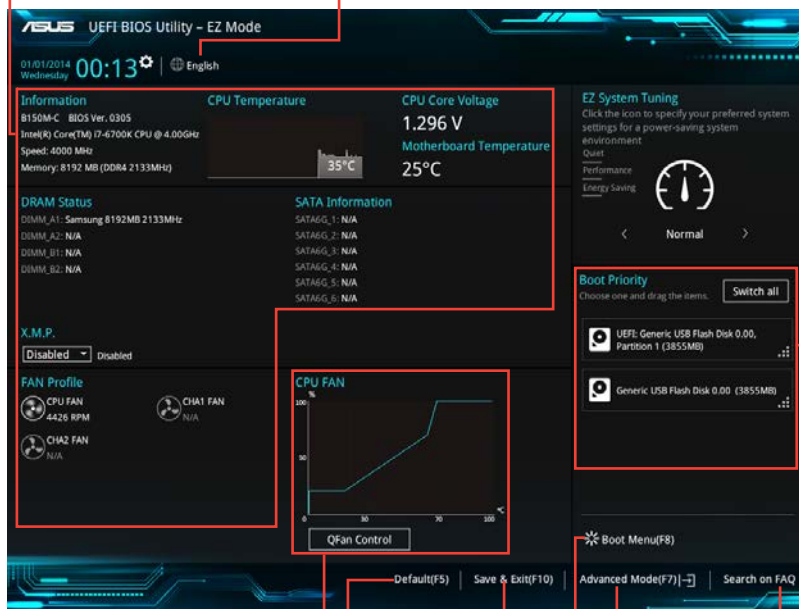 ASUS UEFI BIOS Utility – EZ Mode
01/01/2014
Wednesday
00:13
English
Information
B150M-C BIOS Ver. 0305
Intel(R) Core(TM) i7-6700K CPU @ 4.00GHz
Speed: 4000 MHz
Memory: 8192 MB (DDR4 2133MHz)
CPU Temperature
35°C
CPU Core Voltage
1.296 V
Motherboard Temperature
25°C
DRAM Status
DIMM_A1: Samsung 8192MB 2133MHz
DIMM_A2: N/A
DIMM_B1: N/A
DIMM_B2: N/A
SATA Information
SATA6G_1: N/A
SATA6G_2: N/A
SATA6G_3: N/A
SATA6G_4: N/A
SATA6G_5: N/A
SATA6G_6: N/A
X.M.P.
Disabled Disabled
FAN Profile
CPU FAN
4426 RPM
CHA1 FAN
N/A
CHA2 FAN
N/A
CPU FAN
%
100
50
0 30 70 100
°C
QFan Control
EZ System Tuning
Click the icon to specify your preferred system
settings for a power-saving system
environment
Quiet
Performance
Energy Saving
< Normal >
Boot Priority
Choose one and drag the items.
Switch all
UEFI: Generic USB Flash Disk 0.00,
Partition 1 (3855MB)
Generic USB Flash Disk 0.00 (3855MB)
Boot Menu(F8)
Default(F5) Save & Exit(F10) Advanced Mode(F7) Search on FAQ